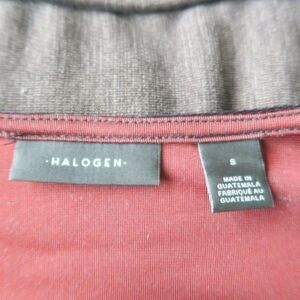 ·HALOGEN·
S
MADE IN
GUATEMALA
FABRIQUÉ AU
GUATEMALA